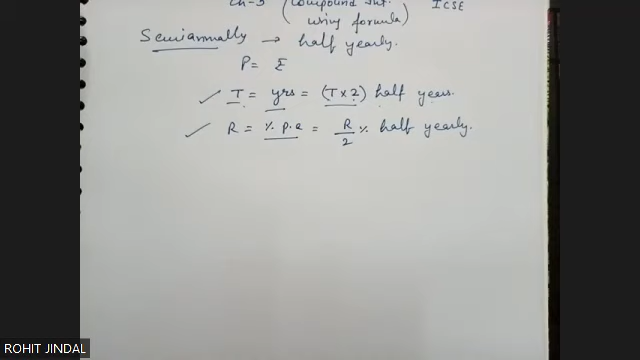 Ch-3 (Compound Int. ICSE
using formula)
Semiannually → half yearly.
P = Σ
T = yrs = (T x 2) half years.
R = % p.a = R/2 % half yearly.
ROHIT JINDAL